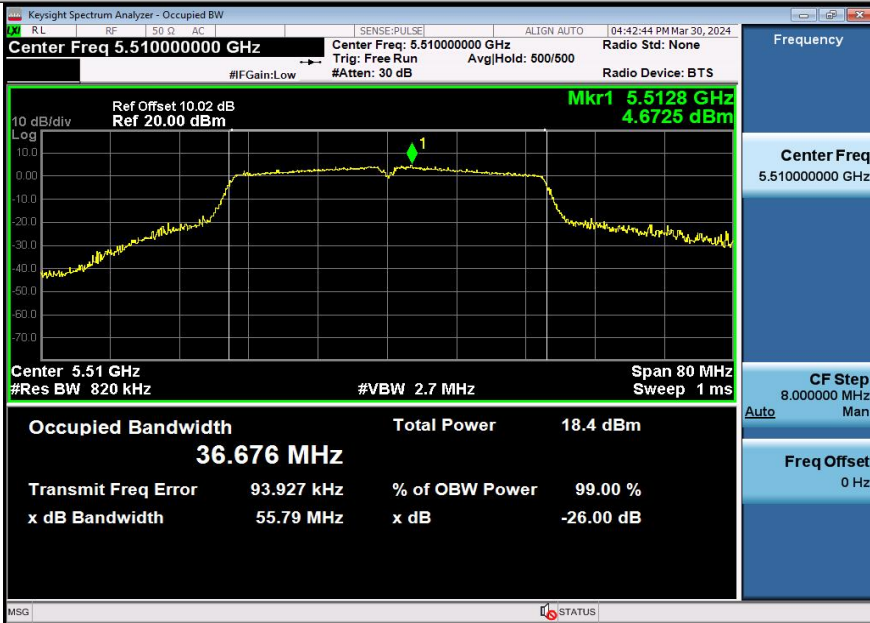 Keysight Spectrum Analyzer - Occupied BW
LXI RL RF 50 Ω AC SENSE:PULSE ALIGN AUTO 04:42:44 PM Mar 30, 2024
Center Freq 5.510000000 GHz
Center Freq: 5.510000000 GHz Radio Std: None
Trig: Free Run Avg|Hold: 500/500
#IFGain:Low #Atten: 30 dB Radio Device: BTS
Ref Offset 10.02 dB Mkr1 5.5128 GHz
10 dB/div Ref 20.00 dBm 4.6725 dBm
Log
10.0
0.00
-10.0
-20.0
-30.0
-40.0
-50.0
-60.0
-70.0
1
Center 5.51 GHz Span 80 MHz
#Res BW 820 kHz #VBW 2.7 MHz Sweep 1 ms
Occupied Bandwidth Total Power 18.4 dBm
36.676 MHz
Transmit Freq Error 93.927 kHz % of OBW Power 99.00 %
x dB Bandwidth 55.79 MHz x dB -26.00 dB
MSG STATUS
Frequency
Center Freq
5.510000000 GHz
CF Step
8.000000 MHz
Auto Man
Freq Offset
0 Hz